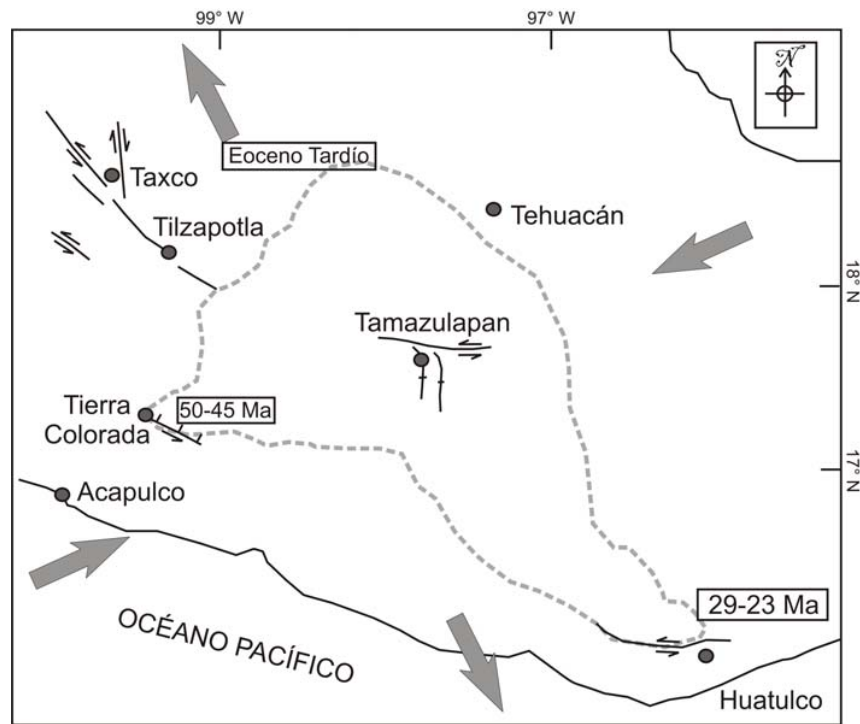 99° W
97° W
N
Eoceno Tardío
Taxco
Tilzapotla
Tehuacán
18° N
Tamazulapan
Tierra
Colorada
50-45 Ma
17° N
Acapulco
29-23 Ma
OCÉANO PACÍFICO
Huatulco